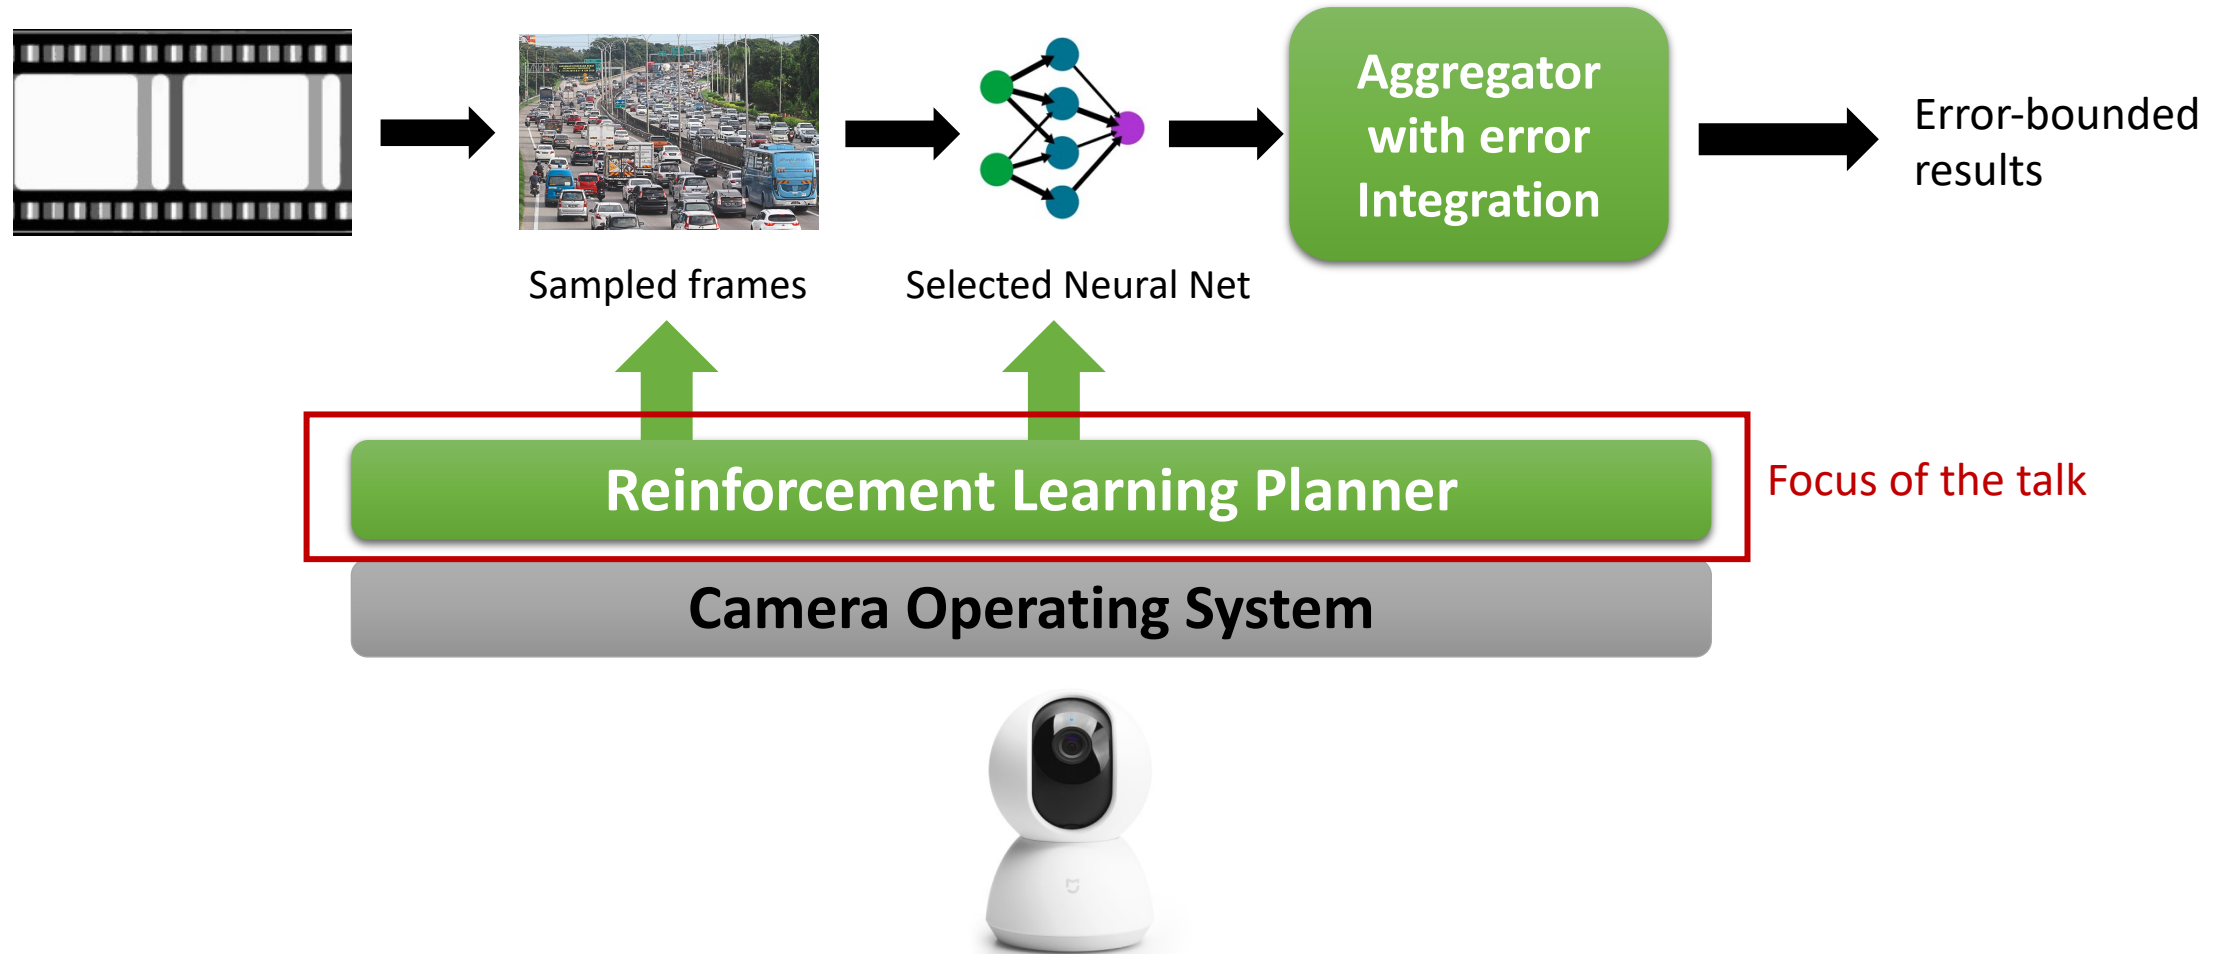 Aggregator
with error
Integration
Error-bounded
results
Sampled frames
Selected Neural Net
Reinforcement Learning Planner
Focus of the talk
Camera Operating System